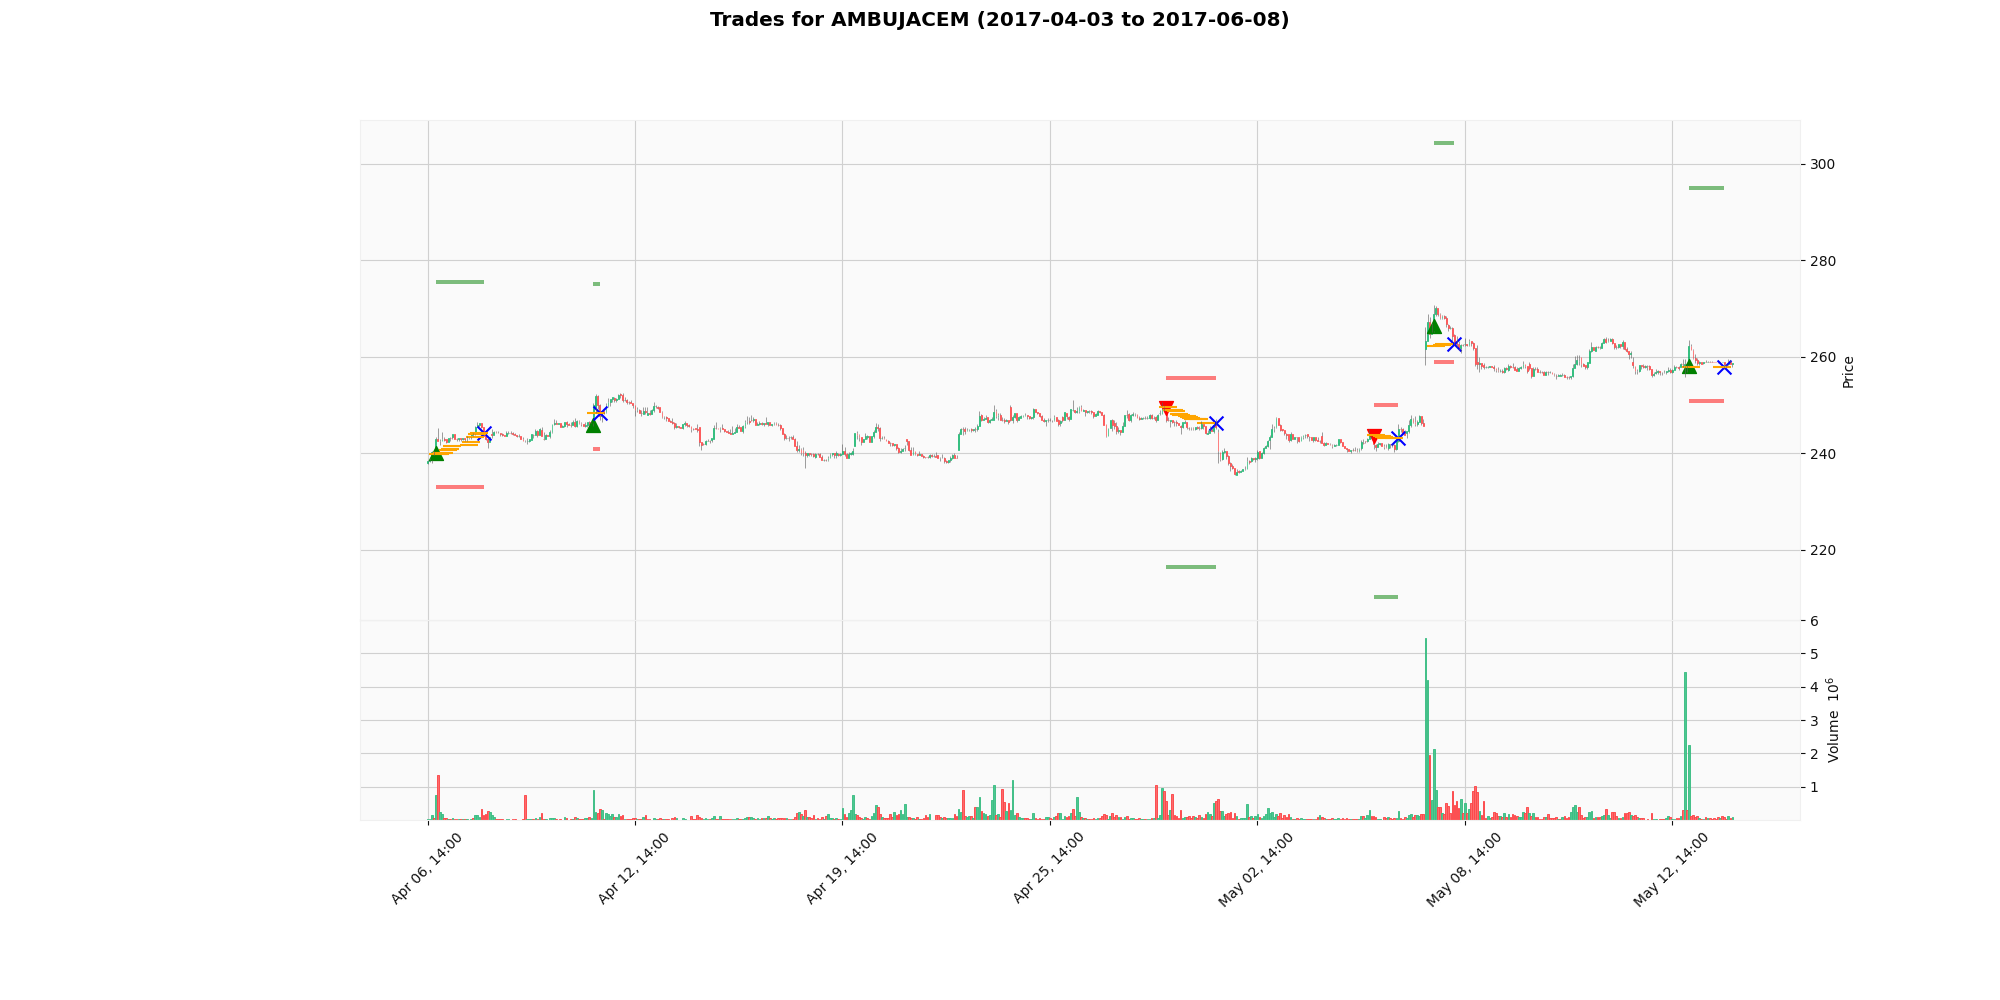 Trades for AMBUJACEM (2017-04-03 to 2017-06-08)
300
280
260
240
220
Price
6
5
4
3
2
1
Volume 10^6
Apr 06, 14:00
Apr 12, 14:00
Apr 19, 14:00
Apr 25, 14:00
May 02, 14:00
May 08, 14:00
May 12, 14:00